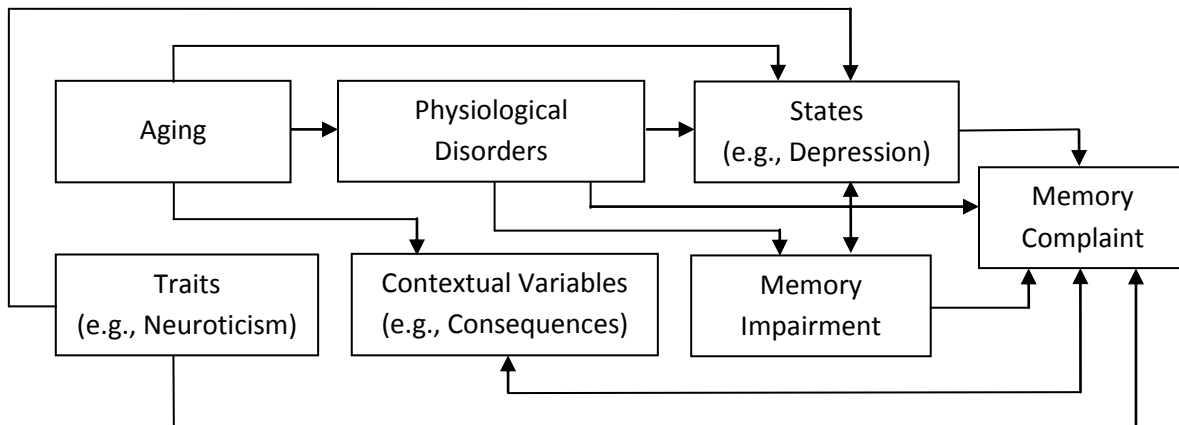 Aging
Physiological
Disorders
States
(e.g., Depression)
Memory
Complaint
Traits
(e.g., Neuroticism)
Contextual Variables
(e.g., Consequences)
Memory
Impairment